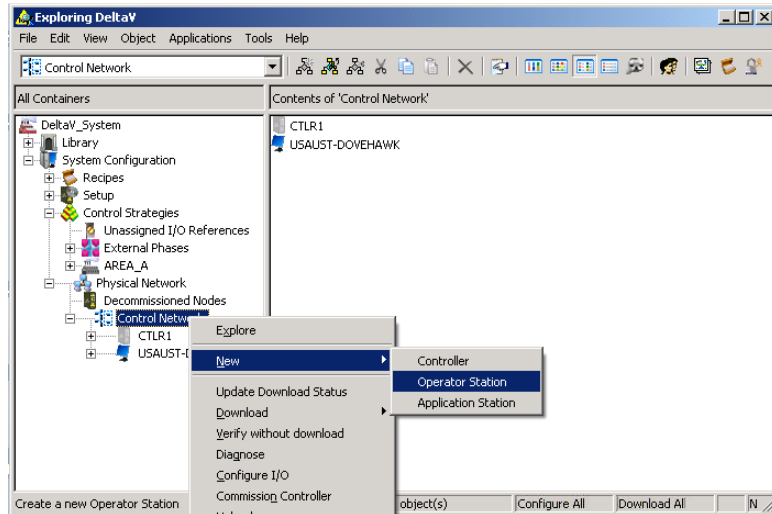 Exploring DeltaV
File Edit View Object Applications Tools Help
Control Network
All Containers
Contents of 'Control Network'
DeltaV_System
Library
System Configuration
Recipes
Setup
Control Strategies
Unassigned I/O References
External Phases
AREA_A
Physical Network
Decommissioned Nodes
Control Netw
CTLR1
USAUST-
CTLR1
USAUST-DOVEHAWK
Explore
New
Update Download Status
Download
Verify without download
Diagnose
Configure I/O
Commission Controller
Controller
Operator Station
Application Station
Create a new Operator Station
object(s)
Configure All
Download All
N